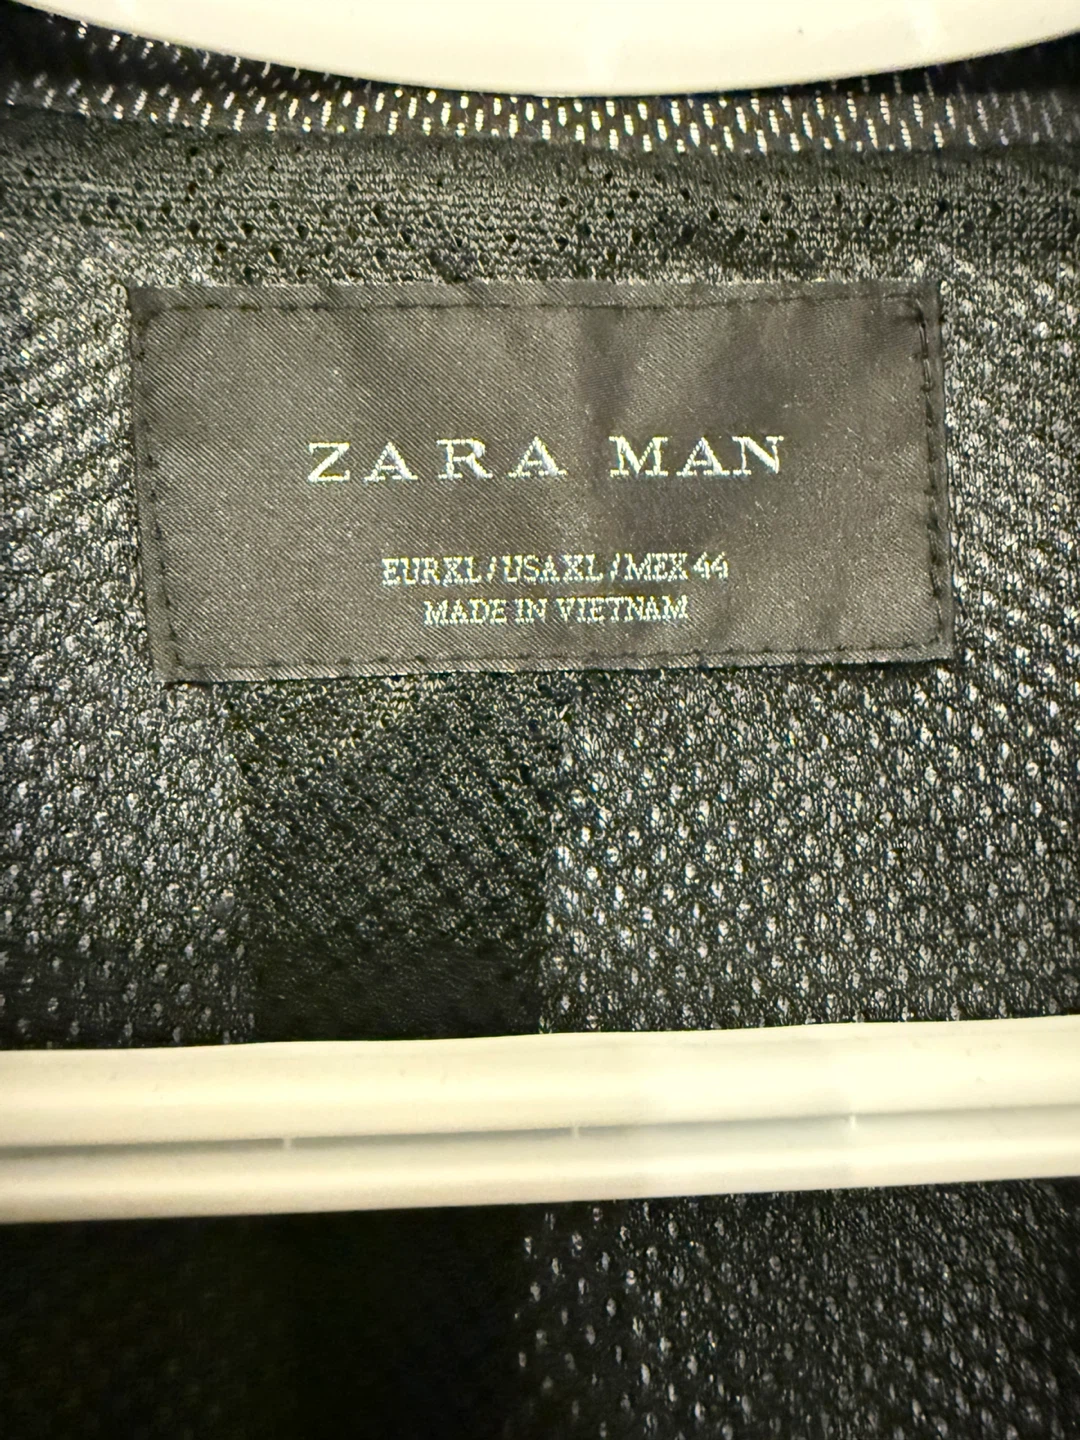 ZARA MAN
EUR XL / USA XL / MEX 44
MADE IN VIETNAM